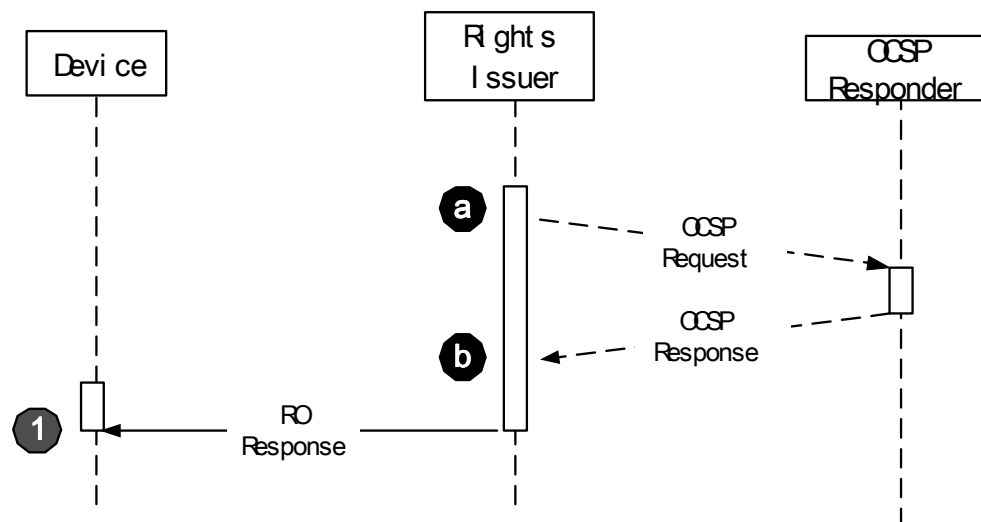 Device
Rights
Issuer
OCSP
Responder
a
OCSP
Request
OCSP
Response
b
1
RO
Response